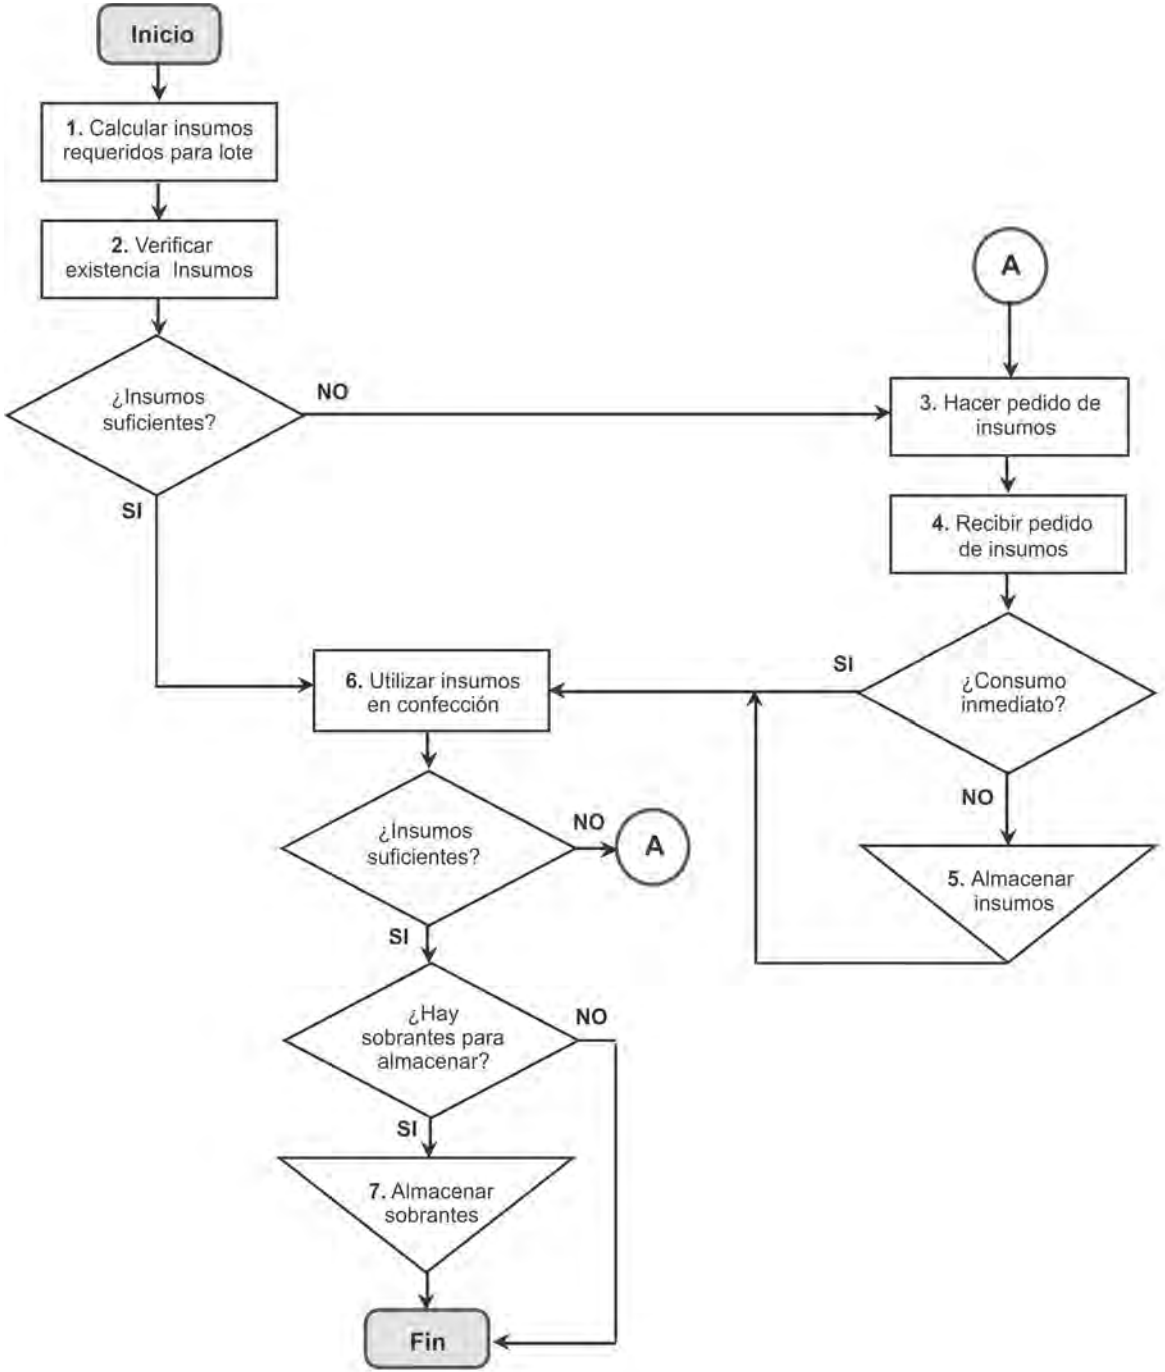 Inicio
1. Calcular insumos
requeridos para lote
2. Verificar
existencia Insumos
¿Insumos
suficientes?
NO
SI
A
3. Hacer pedido de
insumos
4. Recibir pedido
de insumos
¿Consumo
inmediato?
SI
NO
5. Almacenar
insumos
6. Utilizar insumos
en confección
¿Insumos
suficientes?
NO
A
SI
¿Hay
sobrantes para
almacenar?
NO
SI
7. Almacenar
sobrantes
Fin